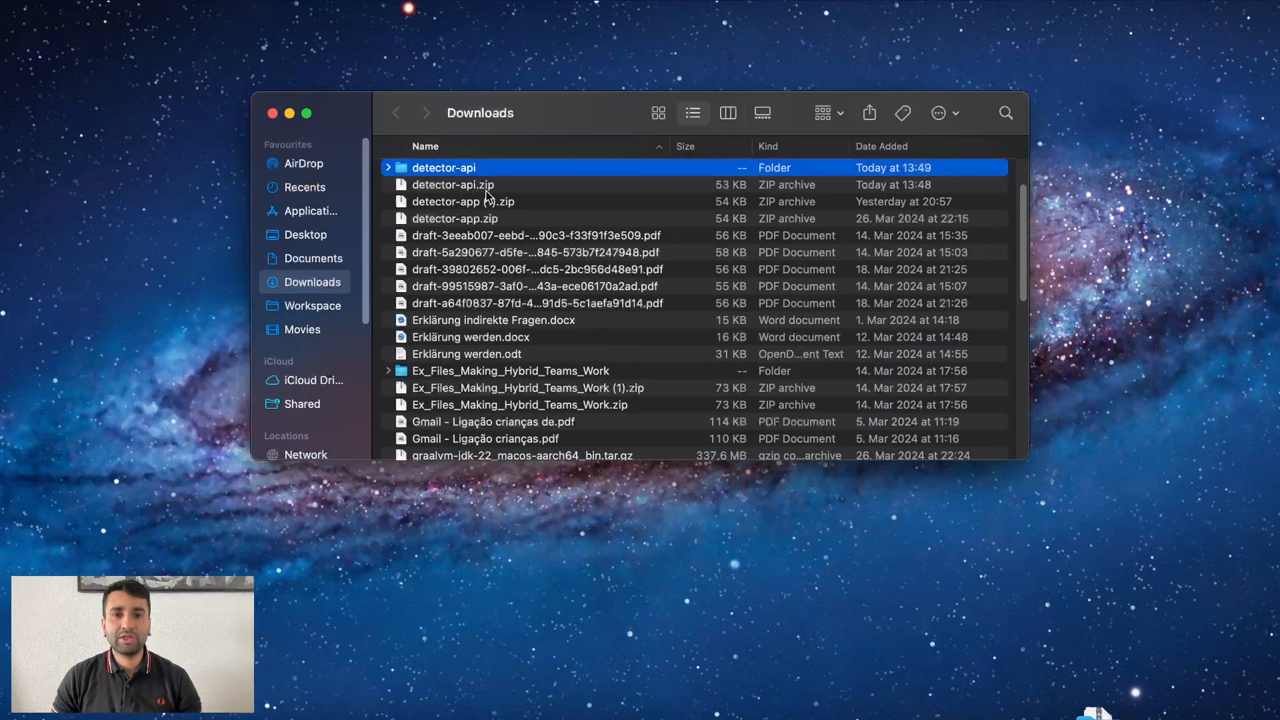 Downloads
Favourites
AirDrop
Recents
Applicati...
Desktop
Documents
Downloads
Workspace
Movies
iCloud
iCloud Dri...
Shared
Locations
Network
Name Size Kind Date Added
detector-api -- Folder Today at 13:49
detector-api.zip 53 KB ZIP archive Today at 13:48
detector-app .zip 54 KB ZIP archive Yesterday at 20:57
detector-app.zip 54 KB ZIP archive 26. Mar 2024 at 22:15
draft-3eeab007-eebd-...90c3-f33f91f3e509.pdf 56 KB PDF Document 14. Mar 2024 at 15:35
draft-5a290677-d5fe-...845-573b7f247948.pdf 58 KB PDF Document 14. Mar 2024 at 15:03
draft-39802652-006f-...dc5-2bc956d48e91.pdf 56 KB PDF Document 18. Mar 2024 at 21:25
draft-99515987-3af0-...43a-ece06170a2ad.pdf 55 KB PDF Document 14. Mar 2024 at 15:07
draft-a64f0837-87fd-4...91d5-5c1aefa91d14.pdf 56 KB PDF Document 18. Mar 2024 at 21:26
Erklärung indirekte Fragen.docx 15 KB Word document 1. Mar 2024 at 14:18
Erklärung werden.docx 16 KB Word document 12. Mar 2024 at 14:48
Erklärung werden.odt 31 KB OpenD...ent Text 12. Mar 2024 at 14:55
Ex_Files_Making_Hybrid_Teams_Work -- Folder 14. Mar 2024 at 17:56
Ex_Files_Making_Hybrid_Teams_Work (1).zip 73 KB ZIP archive 14. Mar 2024 at 17:57
Ex_Files_Making_Hybrid_Teams_Work.zip 73 KB ZIP archive 14. Mar 2024 at 17:56
Gmail - Ligação crianças de.pdf 114 KB PDF Document 5. Mar 2024 at 11:19
Gmail - Ligação crianças.pdf 110 KB PDF Document 5. Mar 2024 at 11:16
graalvm-jdk-22_macos-aarch64_bin.tar.gz 337,6 MB gzip co...archive 26. Mar 2024 at 22:24